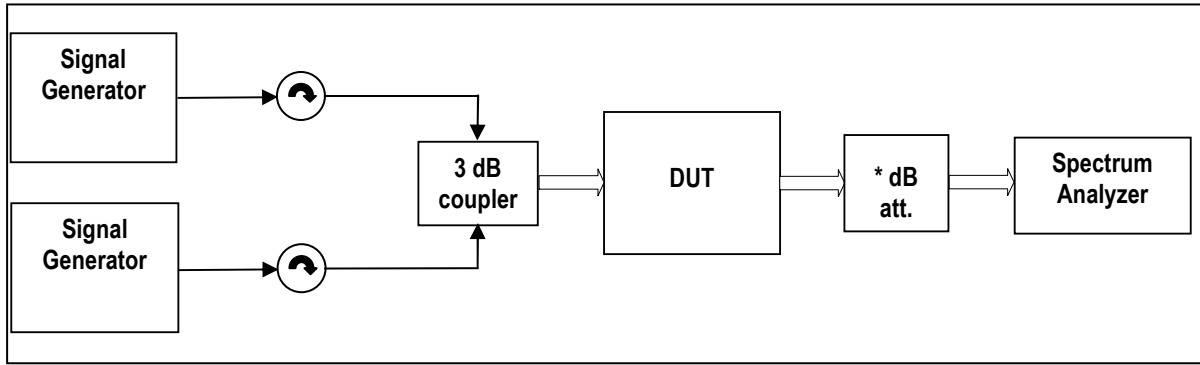 Signal
Generator
3 dB
coupler
DUT
* dB
att.
Spectrum
Analyzer
Signal
Generator